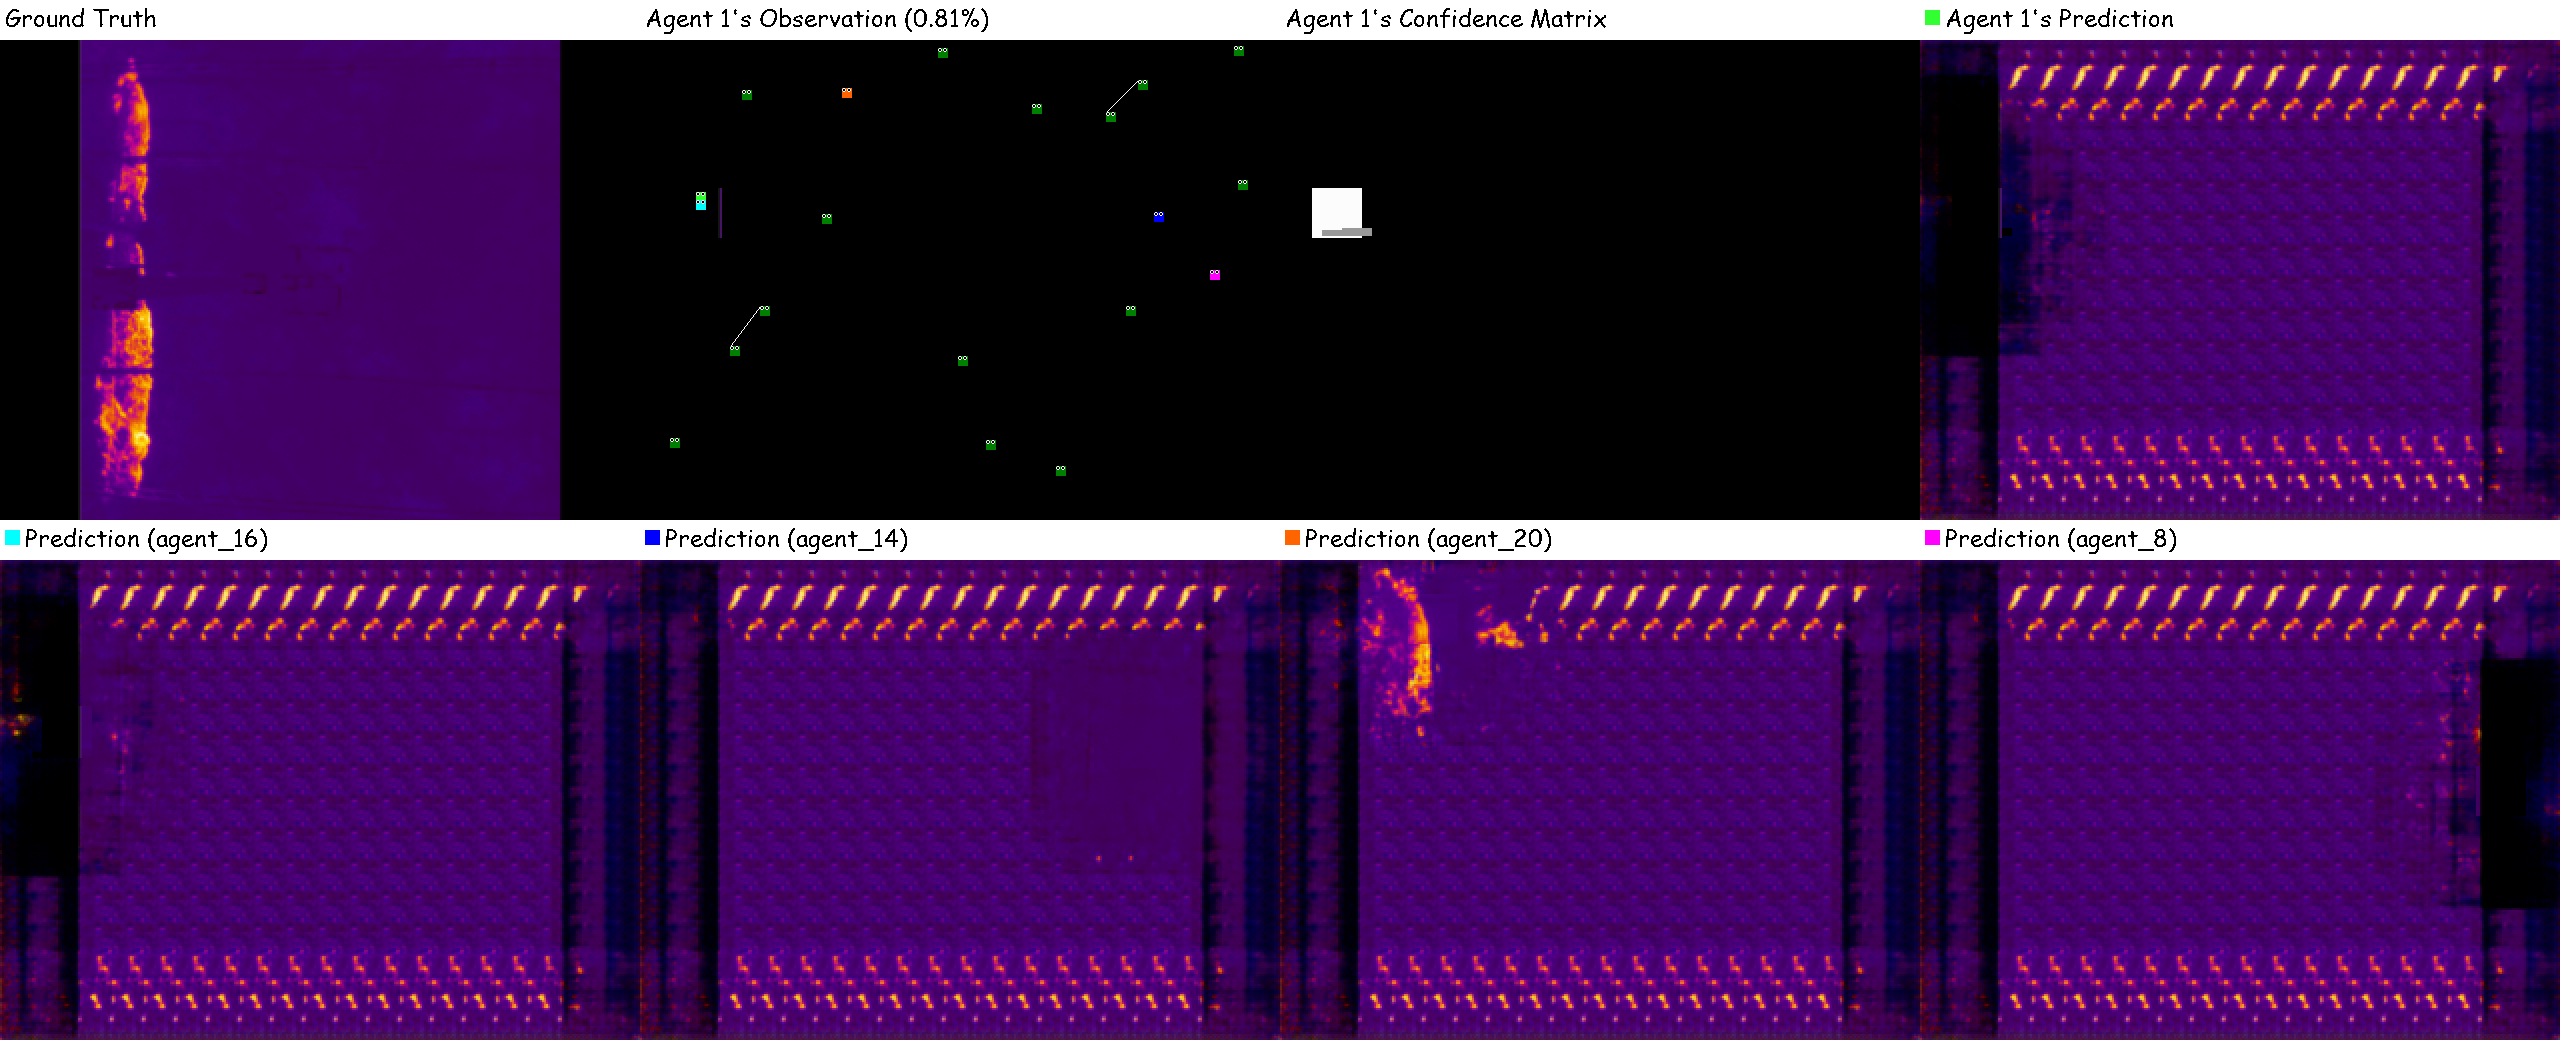 Ground Truth
Agent 1's Observation (0.81%)
Agent 1's Confidence Matrix
Agent 1's Prediction
Prediction (agent_16)
Prediction (agent_14)
Prediction (agent_20)
Prediction (agent_8)